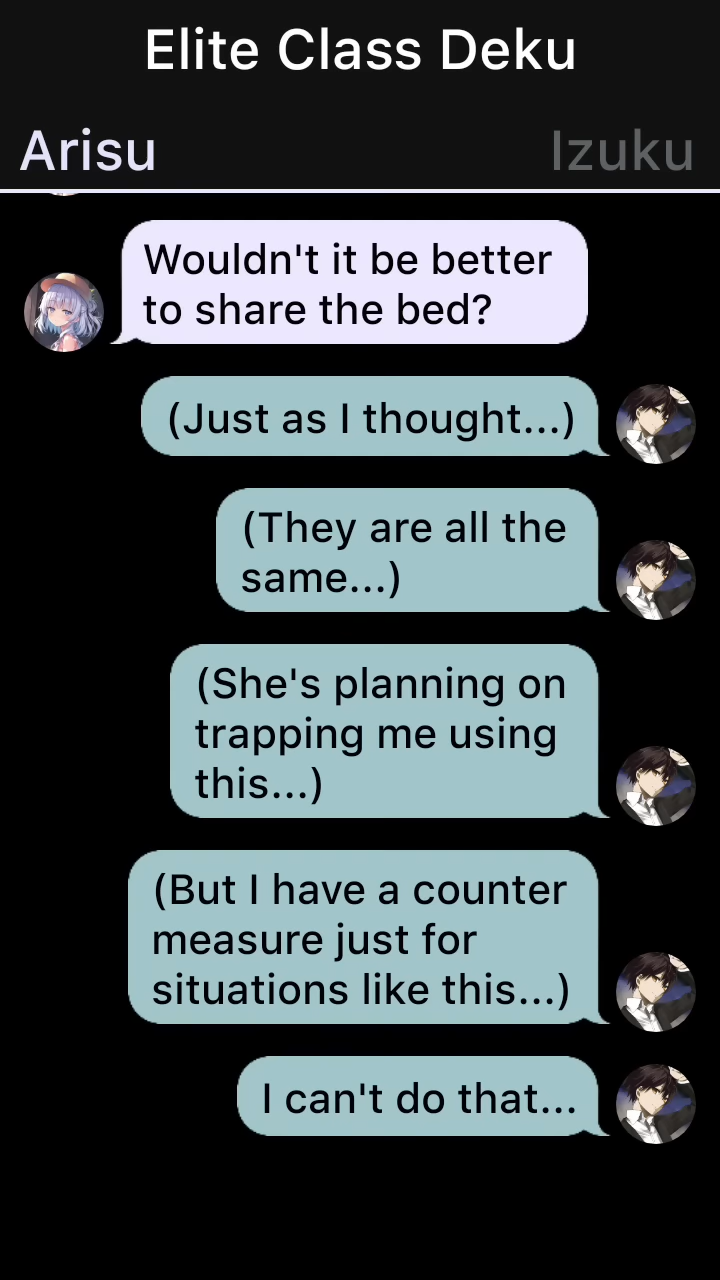 Elite Class Deku
Arisu
Izuku
Wouldn't it be better
to share the bed?
(Just as I thought...)
(They are all the
same...)
(She's planning on
trapping me using
this...)
(But I have a counter
measure just for
situations like this...)
I can't do that...